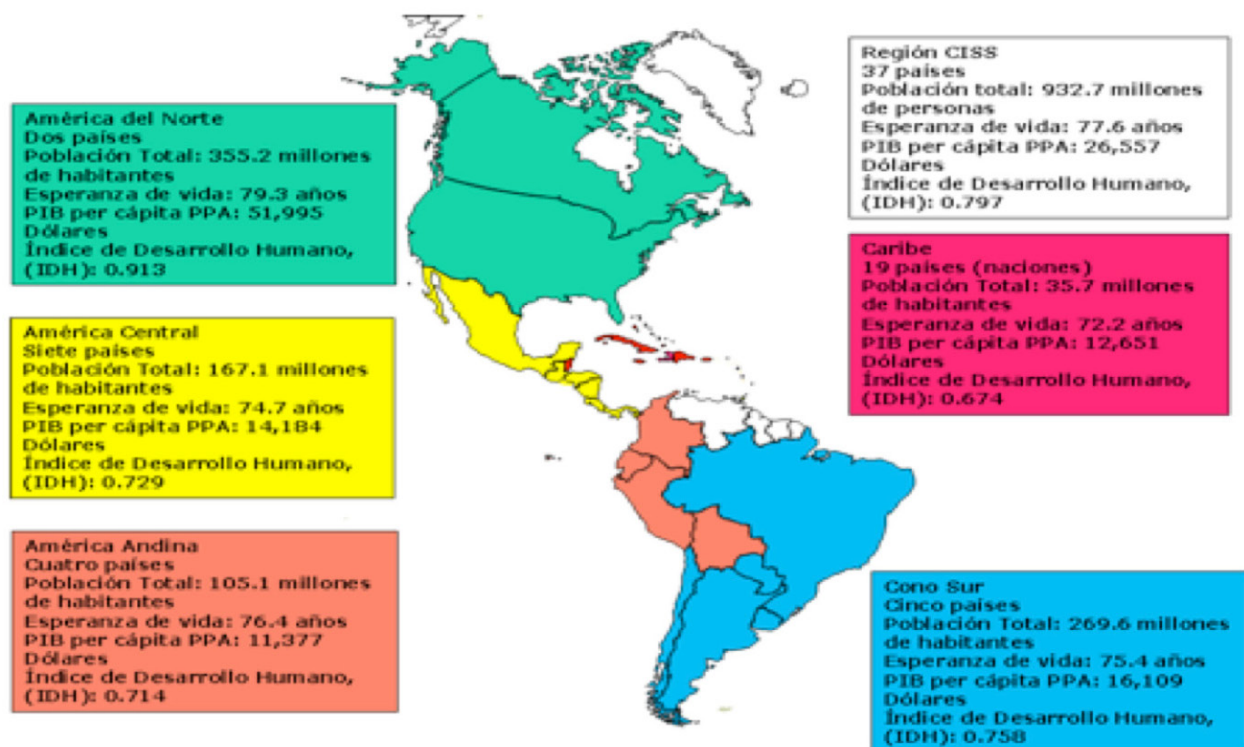 América del Norte
Dos países
Población Total: 355.2 millones
de habitantes
Esperanza de vida: 79.3 años
PIB per cápita PPA: 51,995
Dólares
Índice de Desarrollo Humano,
(IDH): 0.913
América Central
Siete países
Población Total: 167.1 millones
de habitantes
Esperanza de vida: 74.7 años
PIB per cápita PPA: 14,184
Dólares
Índice de Desarrollo Humano,
(IDH): 0.729
América Andina
Cuatro países
Población Total: 105.1 millones
de habitantes
Esperanza de vida: 76.4 años
PIB per cápita PPA: 11,377
Dólares
Índice de Desarrollo Humano,
(IDH): 0.714
Región CISS
37 países
Población total: 932.7 millones
de personas
Esperanza de vida: 77.6 años
PIB per cápita PPA: 26,557
Dólares
Índice de Desarrollo Humano,
(IDH): 0.797
Caribe
19 países (naciones)
Población Total: 35.7 millones
de habitantes
Esperanza de vida: 72.2 años
PIB per cápita PPA: 12,651
Dólares
Índice de Desarrollo Humano,
(IDH): 0.674
Cono Sur
Cinco países
Población Total: 269.6 millones
de habitantes
Esperanza de vida: 75.4 años
PIB per cápita PPA: 16,109
Dólares
Índice de Desarrollo Humano,
(IDH): 0.758